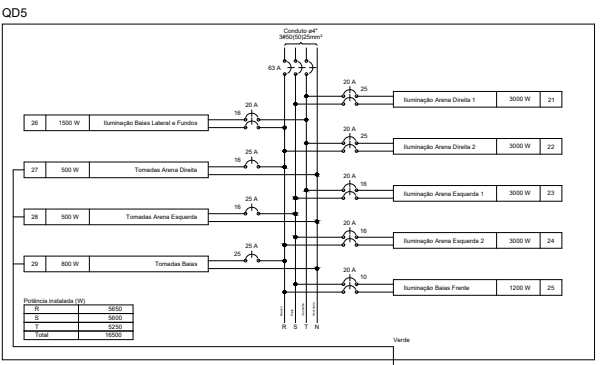 QD5
Conduto ø4"
3#50(50)25mm²
63 A
20 A
25
Iluminação Arena Direita 1 3000 W 21
20 A
16
26 1500 W Iluminação Baias Lateral e Fundos
20 A
25
Iluminação Arena Direita 2 3000 W 22
25 A
16
27 500 W Tomadas Arena Direita
20 A
16
Iluminação Arena Esquerda 1 3000 W 23
25 A
16
28 500 W Tomadas Arena Esquerda
20 A
16
Iluminação Arena Esquerda 2 3000 W 24
25 A
25
29 800 W Tomadas Baias
20 A
10
Iluminação Baias Frente 1200 W 25
Potência instalada (W)
R 5650
S 5600
T 5250
Total 16500
R S T N
Verde